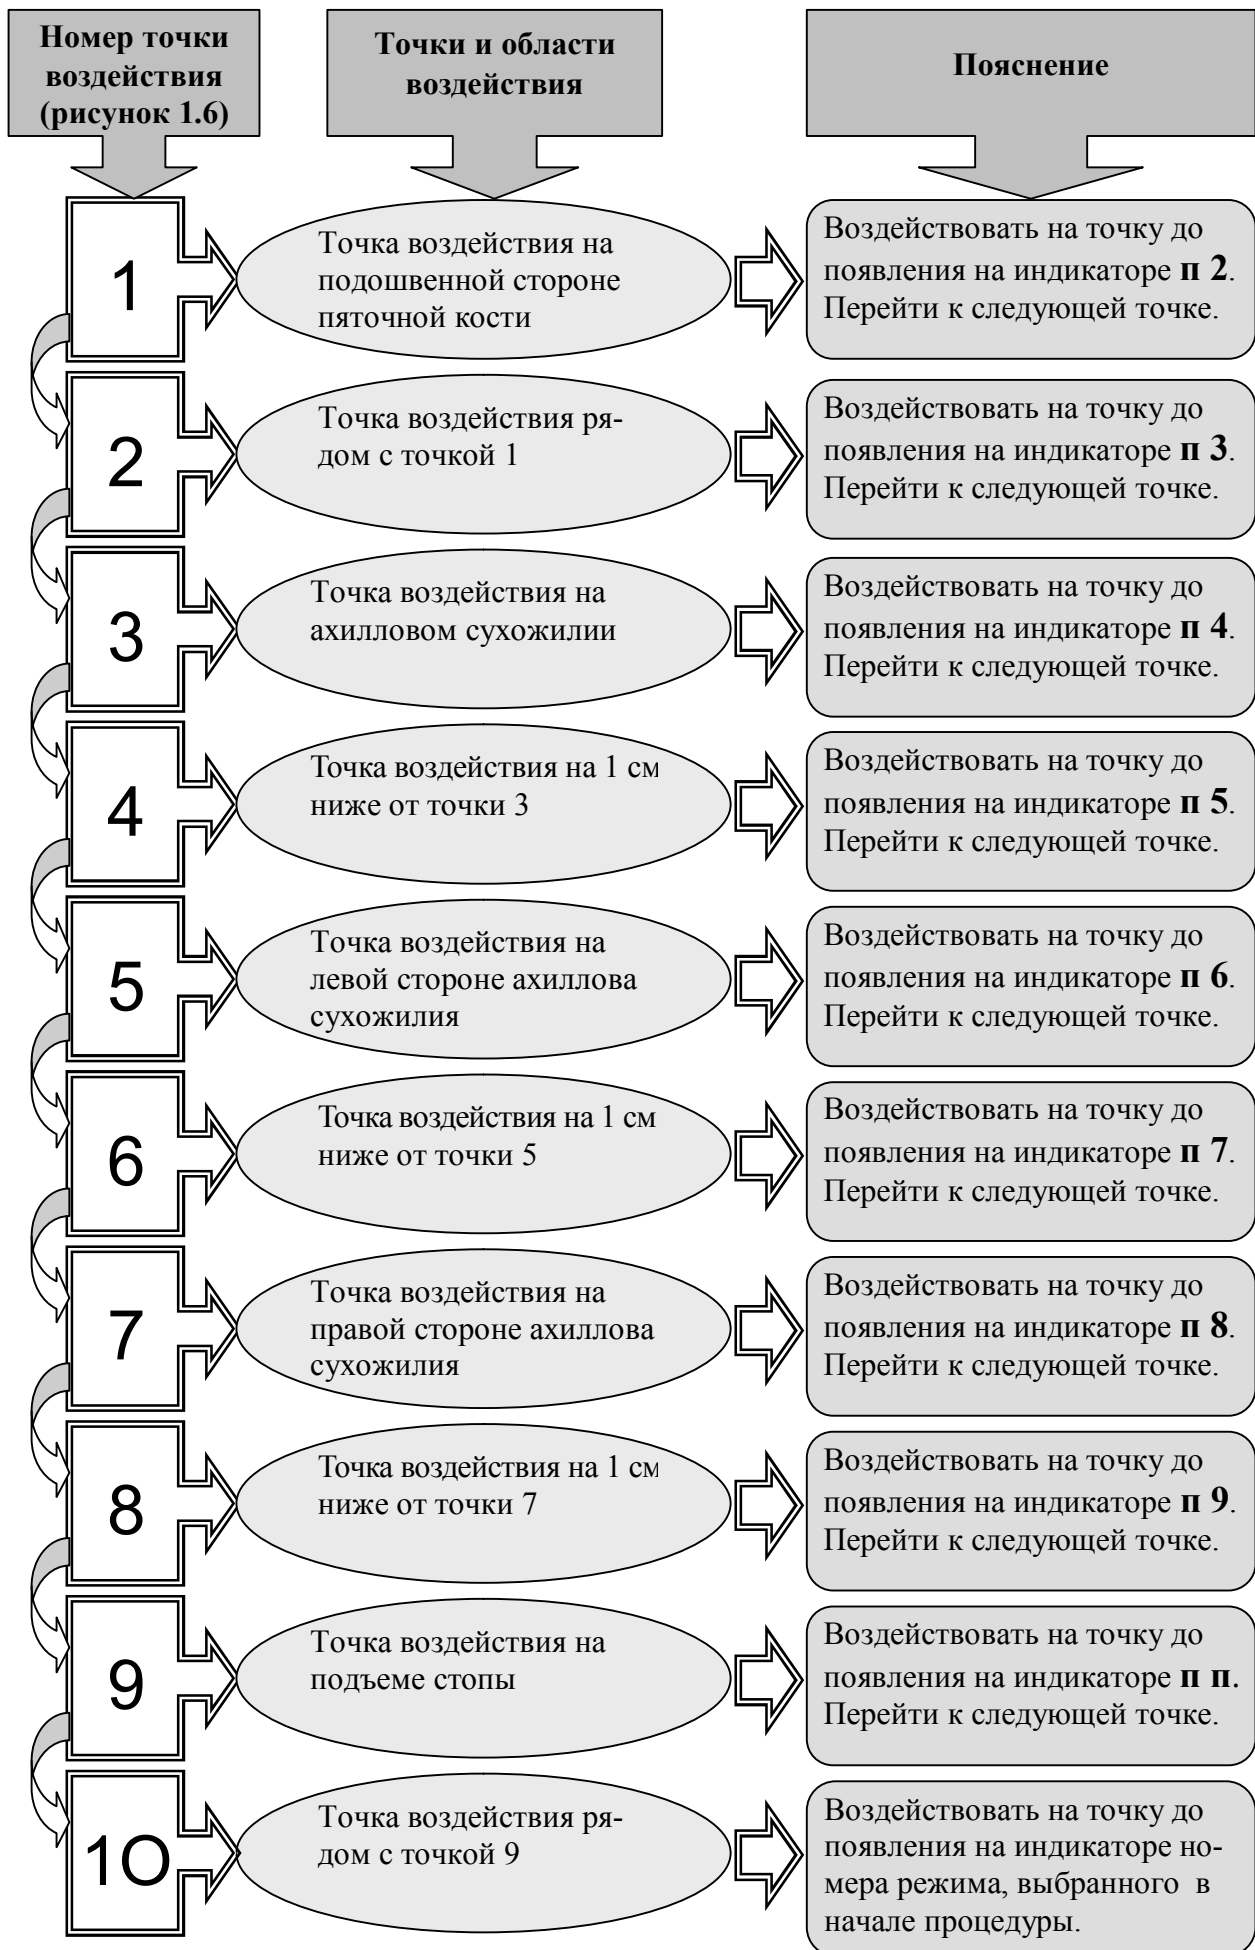 Номер точки
воздействия
(рисунок 1.6)
Точки и области
воздействия
Пояснение
1
Точка воздействия на
подошвенной стороне
пяточной кости
Воздействовать на точку до
появления на индикаторе п 2.
Перейти к следующей точке.
2
Точка воздействия ря-
дом с точкой 1
Воздействовать на точку до
появления на индикаторе п 3.
Перейти к следующей точке.
3
Точка воздействия на
ахилловом сухожилии
Воздействовать на точку до
появления на индикаторе п 4.
Перейти к следующей точке.
4
Точка воздействия на 1 см
ниже от точки 3
Воздействовать на точку до
появления на индикаторе п 5.
Перейти к следующей точке.
5
Точка воздействия на
левой стороне ахиллова
сухожилия
Воздействовать на точку до
появления на индикаторе п 6.
Перейти к следующей точке.
6
Точка воздействия на 1 см
ниже от точки 5
Воздействовать на точку до
появления на индикаторе п 7.
Перейти к следующей точке.
7
Точка воздействия на
правой стороне ахиллова
сухожилия
Воздействовать на точку до
появления на индикаторе п 8.
Перейти к следующей точке.
8
Точка воздействия на 1 см
ниже от точки 7
Воздействовать на точку до
появления на индикаторе п 9.
Перейти к следующей точке.
9
Точка воздействия на
подъеме стопы
Воздействовать на точку до
появления на индикаторе п п.
Перейти к следующей точке.
10
Точка воздействия ря-
дом с точкой 9
Воздействовать на точку до
появления на индикаторе но-
мера режима, выбранного в
начале процедуры.